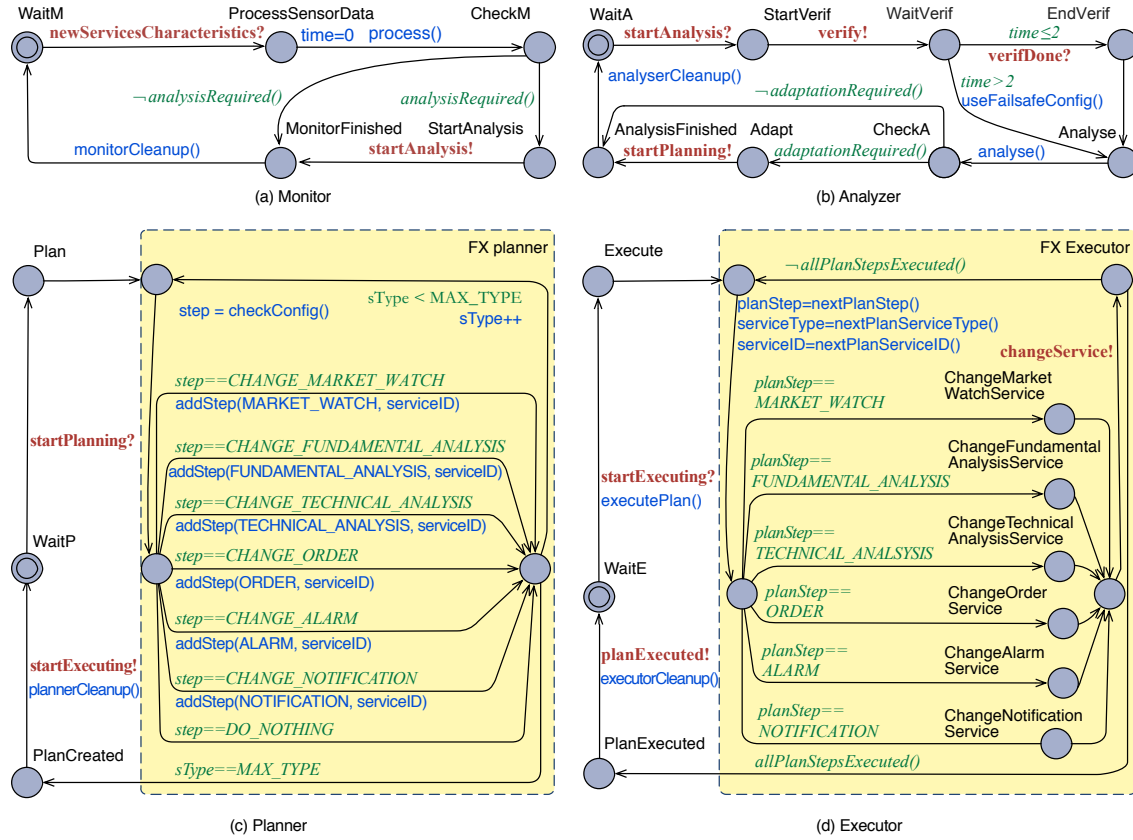 WaitM
ProcessSensorData
CheckM
newServicesCharacteristics?
time=0
process()
¬analysisRequired()
analysisRequired()
MonitorFinished
StartAnalysis
monitorCleanup()
startAnalysis!
(a) Monitor
WaitA
StartVerif
WaitVerif
EndVerif
startAnalysis?
verify!
time≤2
verifDone?
analyserCleanup()
time>2
useFailsafeConfig()
¬adaptationRequired()
AnalysisFinished
Adapt
CheckA
Analyse
startPlanning!
adaptationRequired()
analyse()
(b) Analyzer
Plan
FX planner
step = checkConfig()
sType < MAX_TYPE
sType++
step==CHANGE_MARKET_WATCH
addStep(MARKET_WATCH, serviceID)
startPlanning?
step==CHANGE_FUNDAMENTAL_ANALYSIS
addStep(FUNDAMENTAL_ANALYSIS, serviceID)
step==CHANGE_TECHNICAL_ANALYSIS
addStep(TECHNICAL_ANALYSIS, serviceID)
WaitP
step==CHANGE_ORDER
addStep(ORDER, serviceID)
step==CHANGE_ALARM
addStep(ALARM, serviceID)
startExecuting!
plannerCleanup()
step==CHANGE_NOTIFICATION
addStep(NOTIFICATION, serviceID)
step==DO_NOTHING
PlanCreated
sType==MAX_TYPE
(c) Planner
Execute
FX Executor
¬allPlanStepsExecuted()
planStep=nextPlanStep()
serviceType=nextPlanServiceType()
serviceID=nextPlanServiceID()
changeService!
planStep==
MARKET_WATCH
ChangeMarket
WatchService
startExecuting?
executePlan()
planStep==
FUNDAMENTAL_ANALYSIS
ChangeFundamental
AnalysisService
planStep==
TECHNICAL_ANALSYSIS
ChangeTechnical
AnalysisService
WaitE
planStep==
ORDER
ChangeOrder
Service
planExecuted!
executorCleanup()
planStep==
ALARM
ChangeAlarm
Service
planStep==
NOTIFICATION
ChangeNotification
Service
PlanExecuted
allPlanStepsExecuted()
(d) Executor